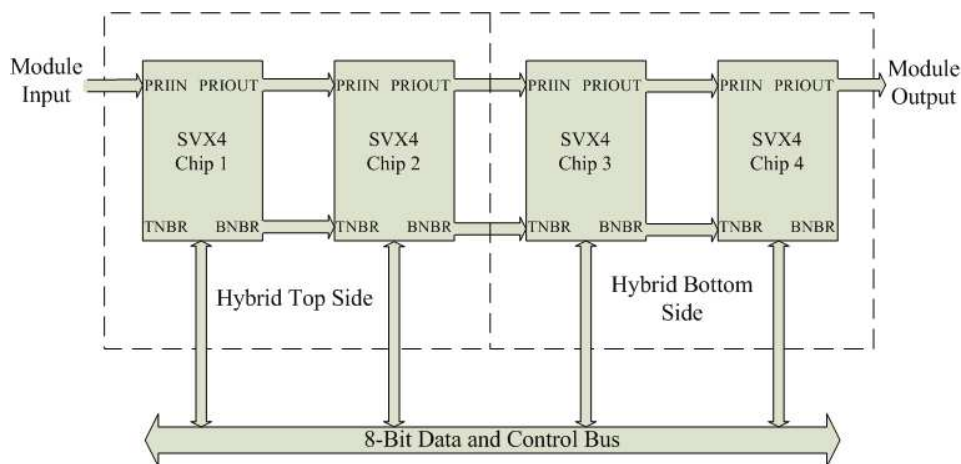 Module
Input
PRIIN PRIOUT
SVX4
Chip 1
TNBR BNBR
PRIIN PRIOUT
SVX4
Chip 2
TNBR BNBR
PRIIN PRIOUT
SVX4
Chip 3
TNBR BNBR
PRIIN PRIOUT
SVX4
Chip 4
TNBR BNBR
Module
Output
Hybrid Top Side
Hybrid Bottom
Side
8-Bit Data and Control Bus